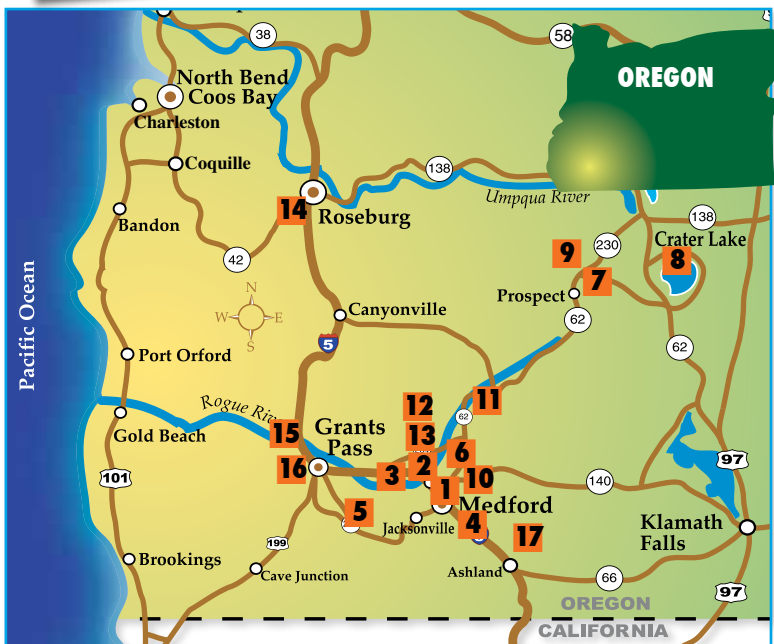 38
58
OREGON
North Bend
Coos Bay
Charleston
Coquille
138
Umpqua River
14
Roseburg
Bandon
138
9
230
Crater Lake
8
7
42
N
W
E
S
Prospect
Canyonville
62
5
62
Pacific Ocean
Port Orford
Rogue
12
11
62
Gold Beach
15
Grants
Pass
13
6
2
97
101
16
3
10
140
1
Medford
5
Jacksonville
4
17
Klamath
Falls
199
Brookings
Cave Junction
Ashland
66
97
OREGON
CALIFORNIA